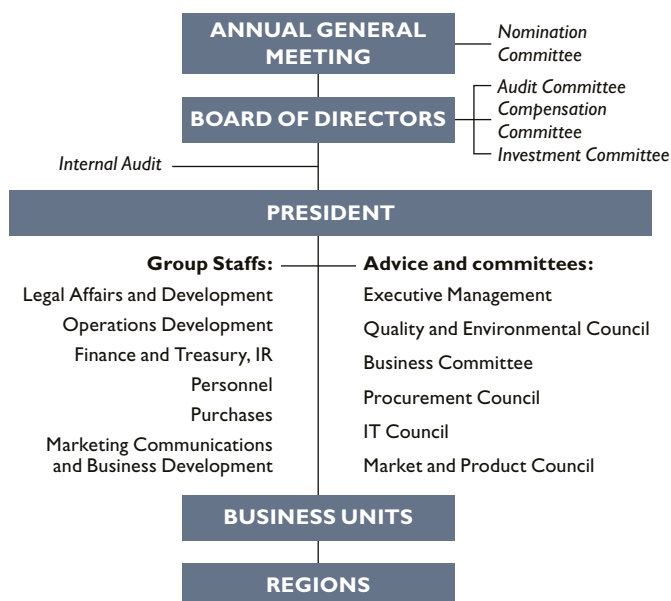 ANNUAL GENERAL
MEETING
Nomination
Committee
BOARD OF DIRECTORS
Audit Committee
Compensation
Committee
Investment Committee
Internal Audit
PRESIDENT
Group Staffs:
Legal Affairs and Development
Operations Development
Finance and Treasury, IR
Personnel
Purchases
Marketing Communications
and Business Development
Advice and committees:
Executive Management
Quality and Environmental Council
Business Committee
Procurement Council
IT Council
Market and Product Council
BUSINESS UNITS
REGIONS